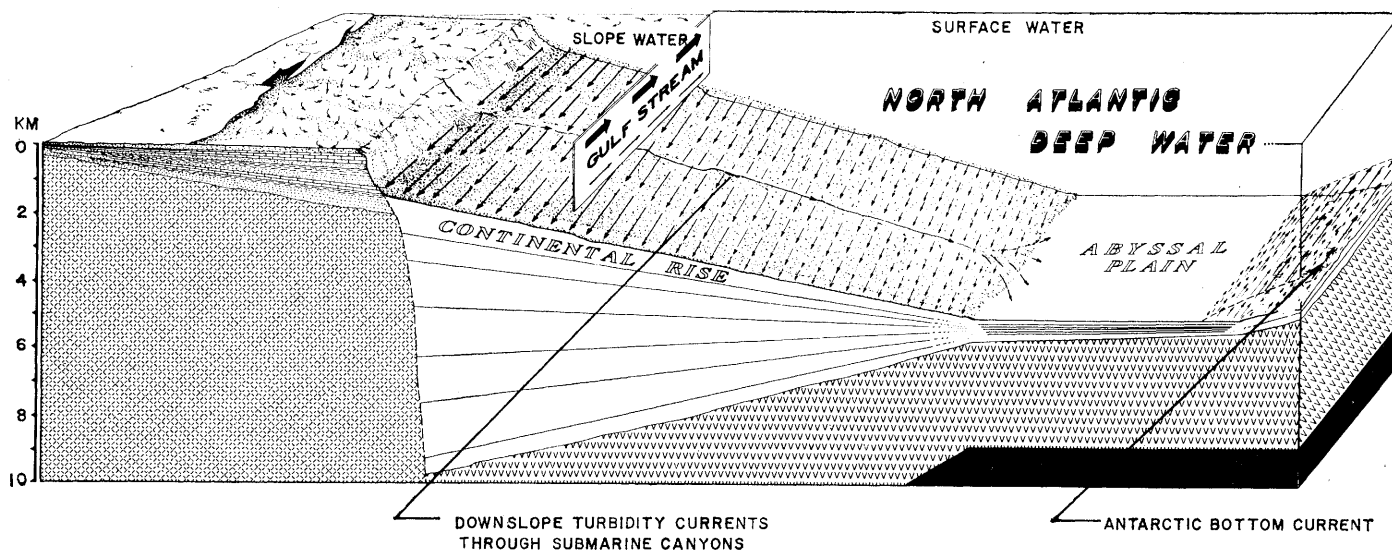 SURFACE WATER
SLOPE WATER
GULF STREAM
NORTH ATLANTIC
DEEP WATER
KM
0
2
4
6
8
10
CONTINENTAL RISE
ABYSSAL
PLAIN
DOWNSLOPE TURBIDITY CURRENTS
THROUGH SUBMARINE CANYONS
ANTARCTIC BOTTOM CURRENT